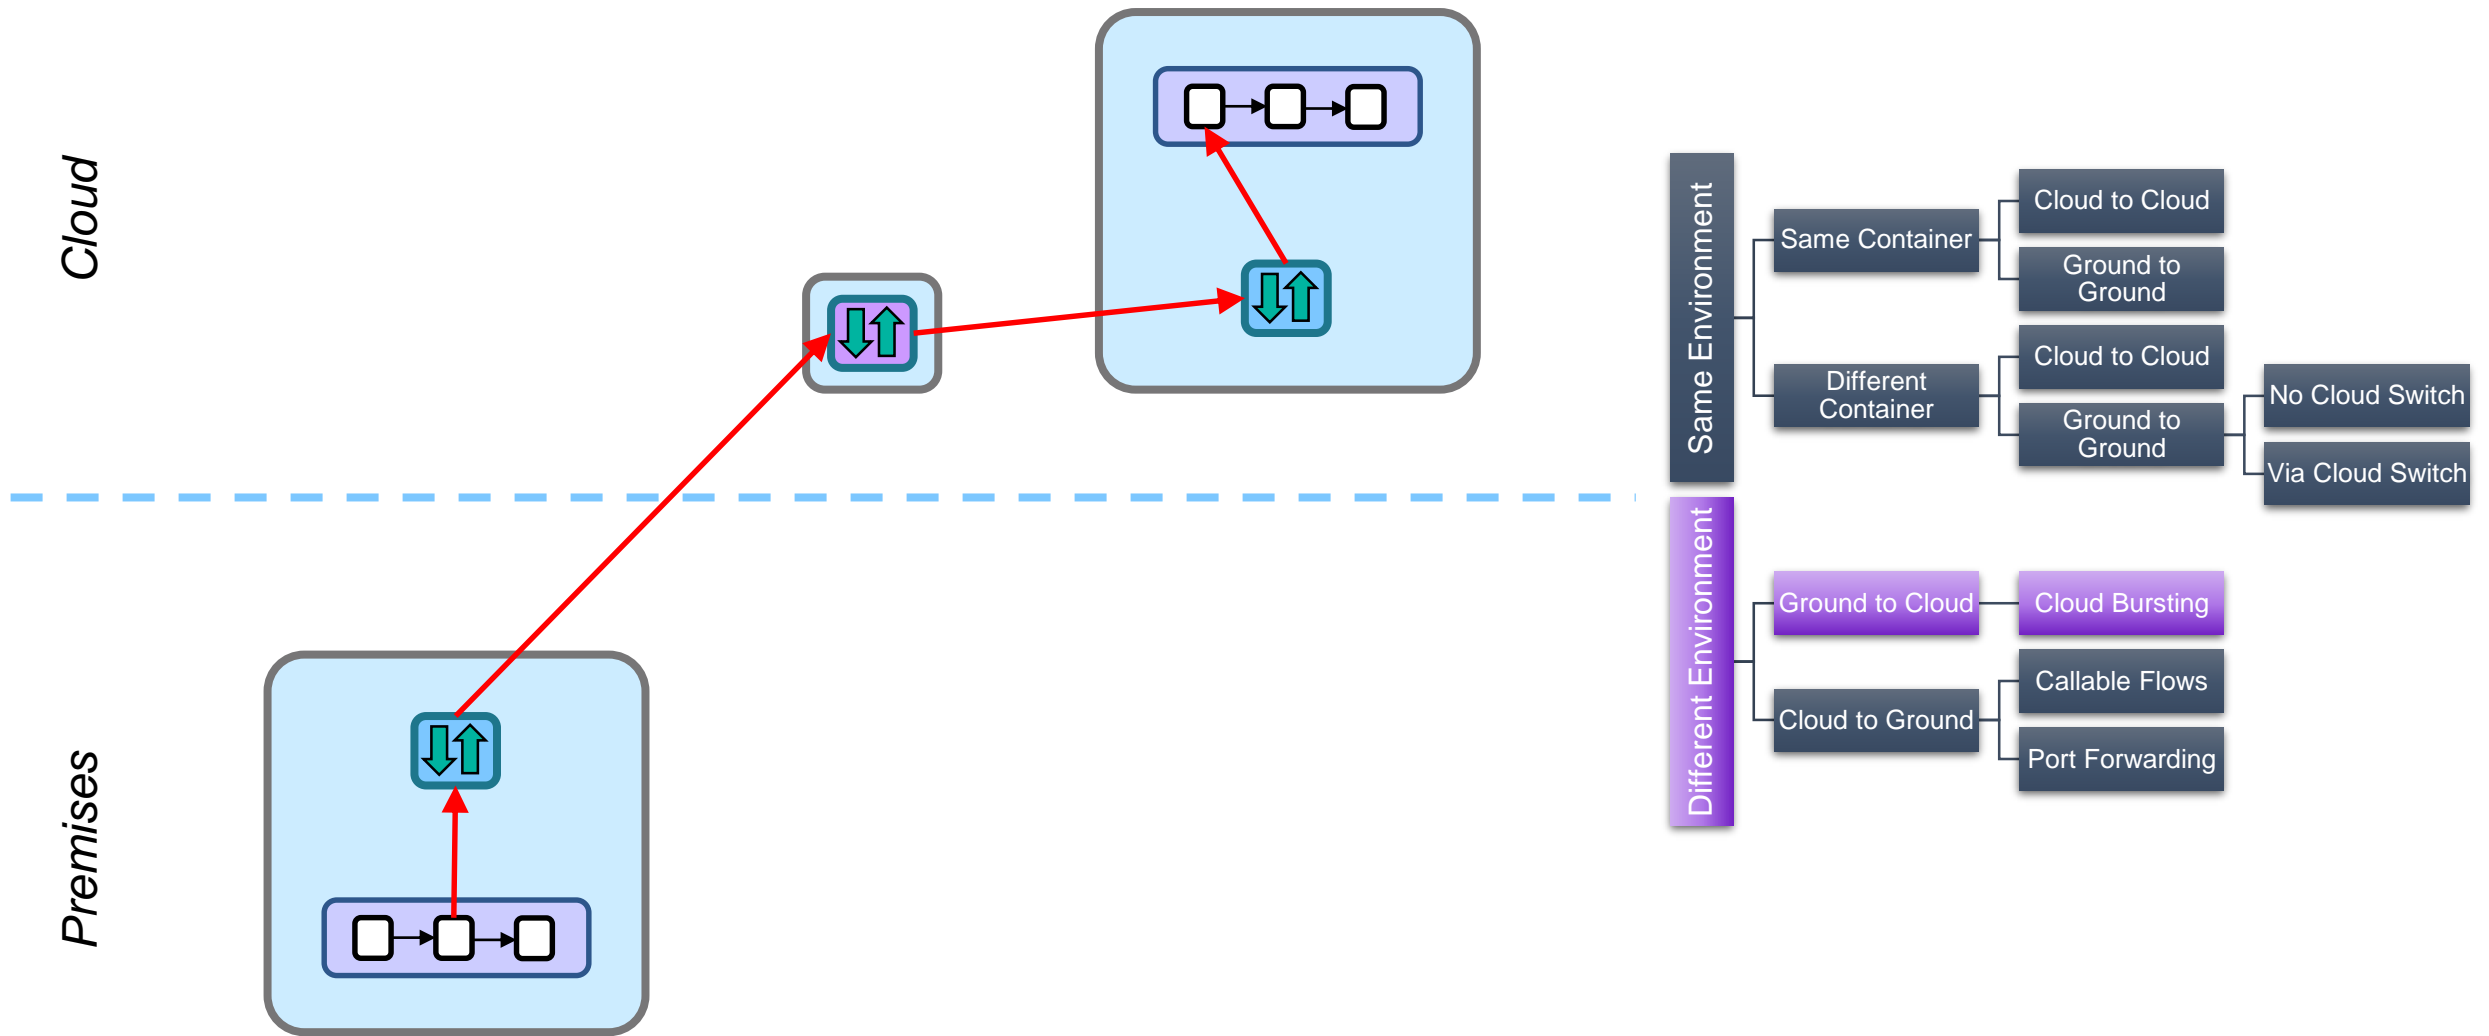 Cloud
Premises
Same Environment
Same Container
Cloud to Cloud
Ground to
Ground
Different
Container
Cloud to Cloud
Ground to
Ground
No Cloud Switch
Via Cloud Switch
Different Environment
Ground to Cloud
Cloud Bursting
Cloud to Ground
Callable Flows
Port Forwarding